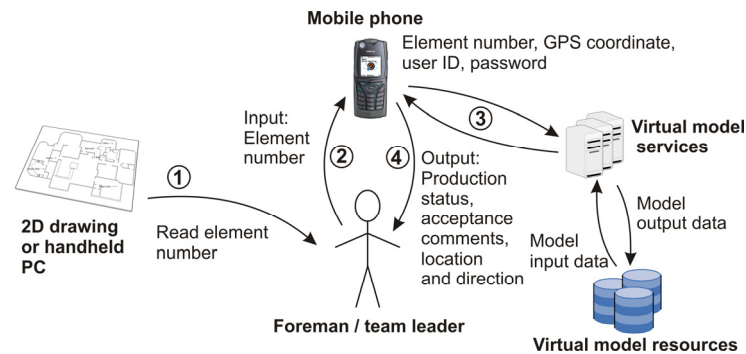 Mobile phone
Element number, GPS coordinate,
user ID, password
Input:
Element
number
1
2
4
3
Output:
Production
status,
acceptance
comments,
location
and direction
Virtual model
services
2D drawing
or handheld
PC
Read element
number
Model
output data
Model
input data
Foreman / team leader
Virtual model resources